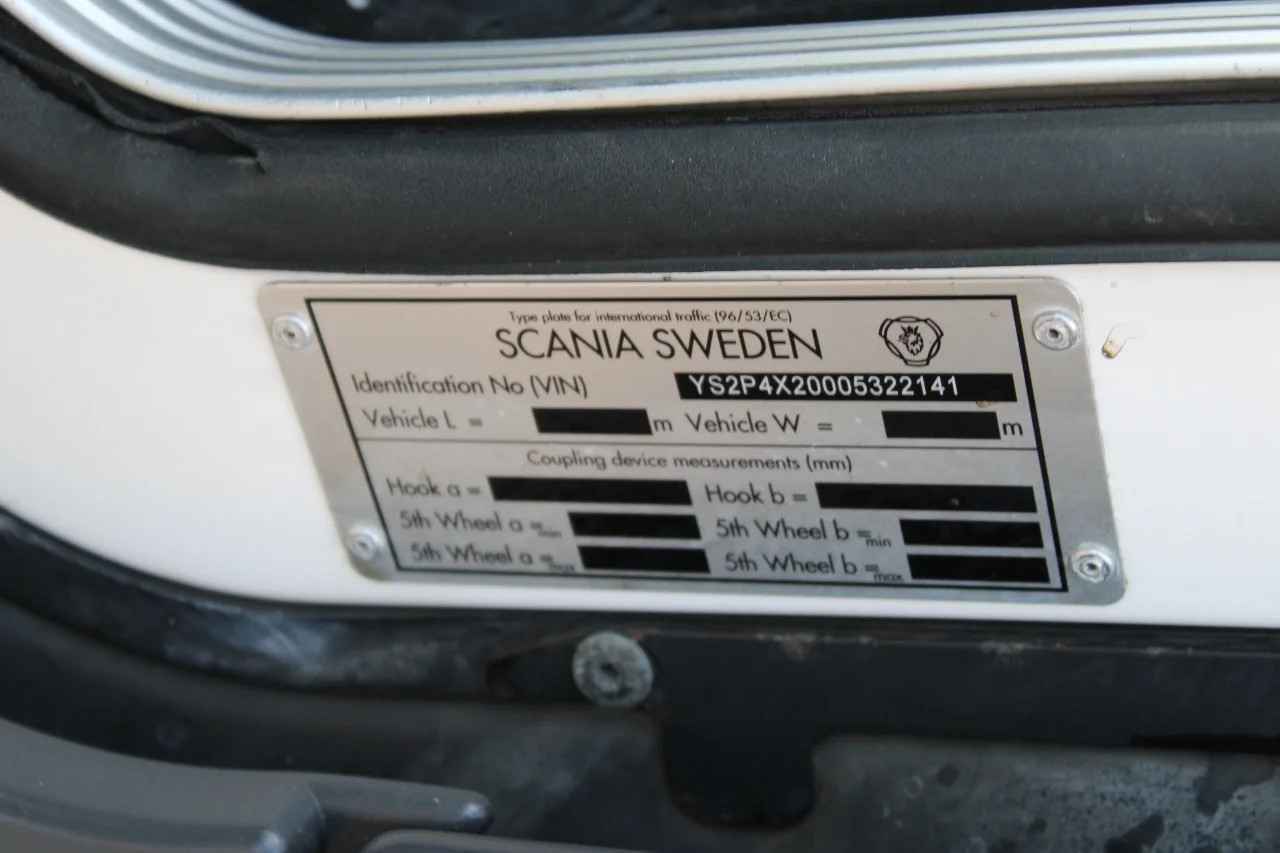 Type plate for international traffic (96/53/EC)
SCANIA SWEDEN
Identification No (VIN) YS2P4X20005322141
Vehicle L = m Vehicle W = m
Coupling device measurements (mm)
Hook a = Hook b =
5th Wheel a =min 5th Wheel b =min
5th Wheel a =max 5th Wheel b =max